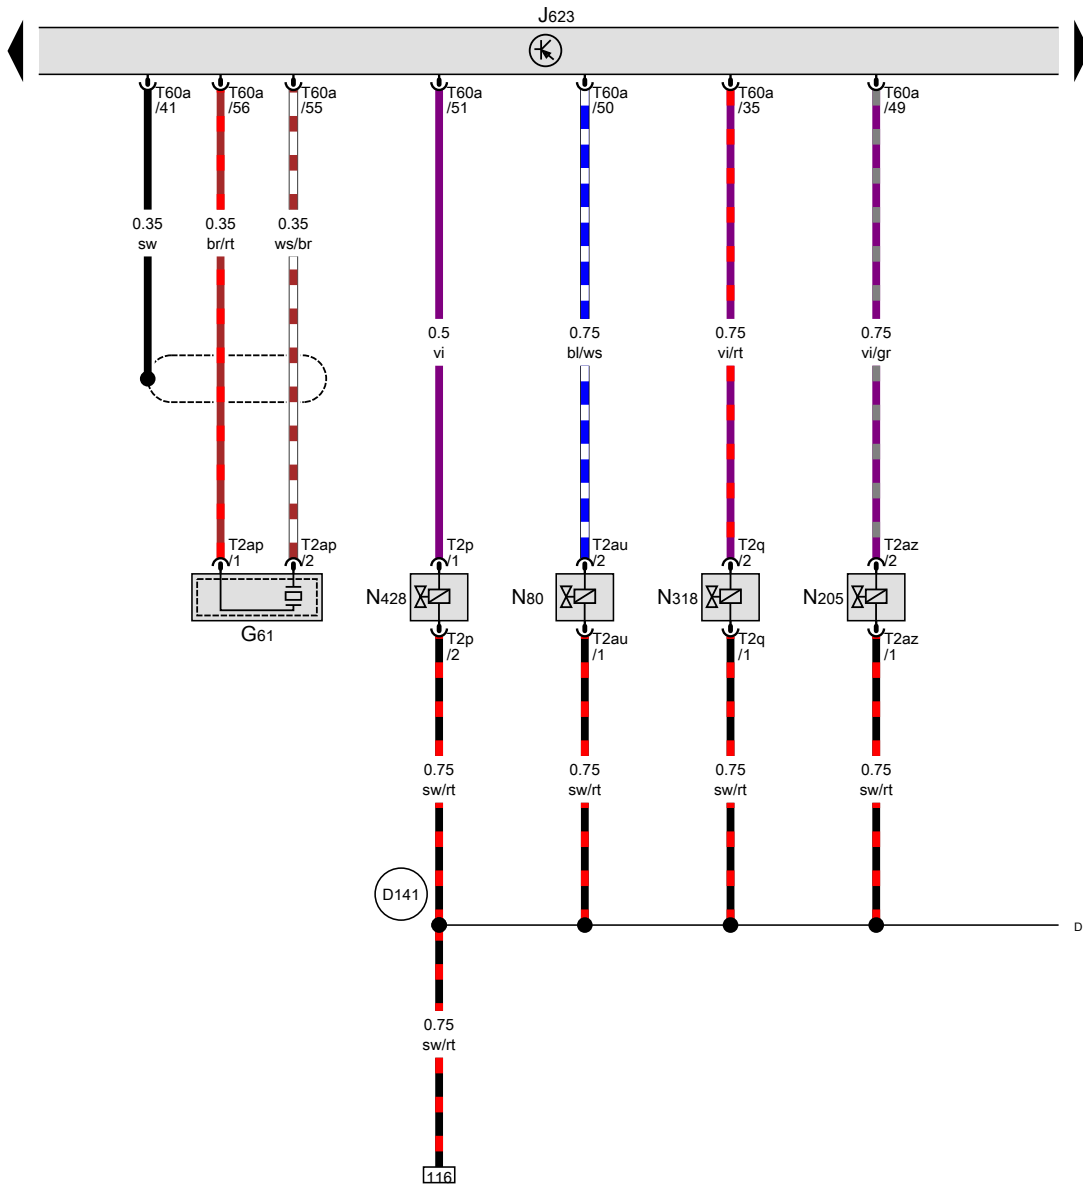 J623
T60a
/41
T60a
/56
T60a
/55
T60a
/51
T60a
/50
T60a
/35
T60a
/49
0.35
sw
0.35
br/rt
0.35
ws/br
0.5
vi
0.75
bl/ws
0.75
vi/rt
0.75
vi/gr
T2ap
/1
T2ap
/2
T2p
/1
T2au
/2
T2q
/2
T2az
/2
G61
N428
N80
N318
N205
T2p
/2
T2au
/1
T2q
/1
T2az
/1
0.75
sw/rt
0.75
sw/rt
0.75
sw/rt
0.75
sw/rt
D141
D
0.75
sw/rt
116